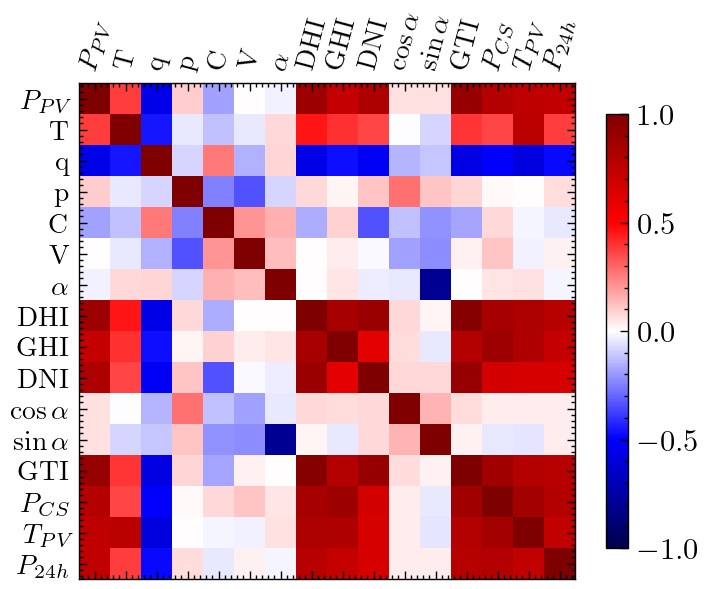 P_PV T q p C V α DHI GHI DNI cos α sin α GTI P_CS T_PV P_24h
P_PV
T
q
p
C
V
α
DHI
GHI
DNI
cos α
sin α
GTI
P_CS
T_PV
P_24h
1.0
0.5
0.0
−0.5
−1.0